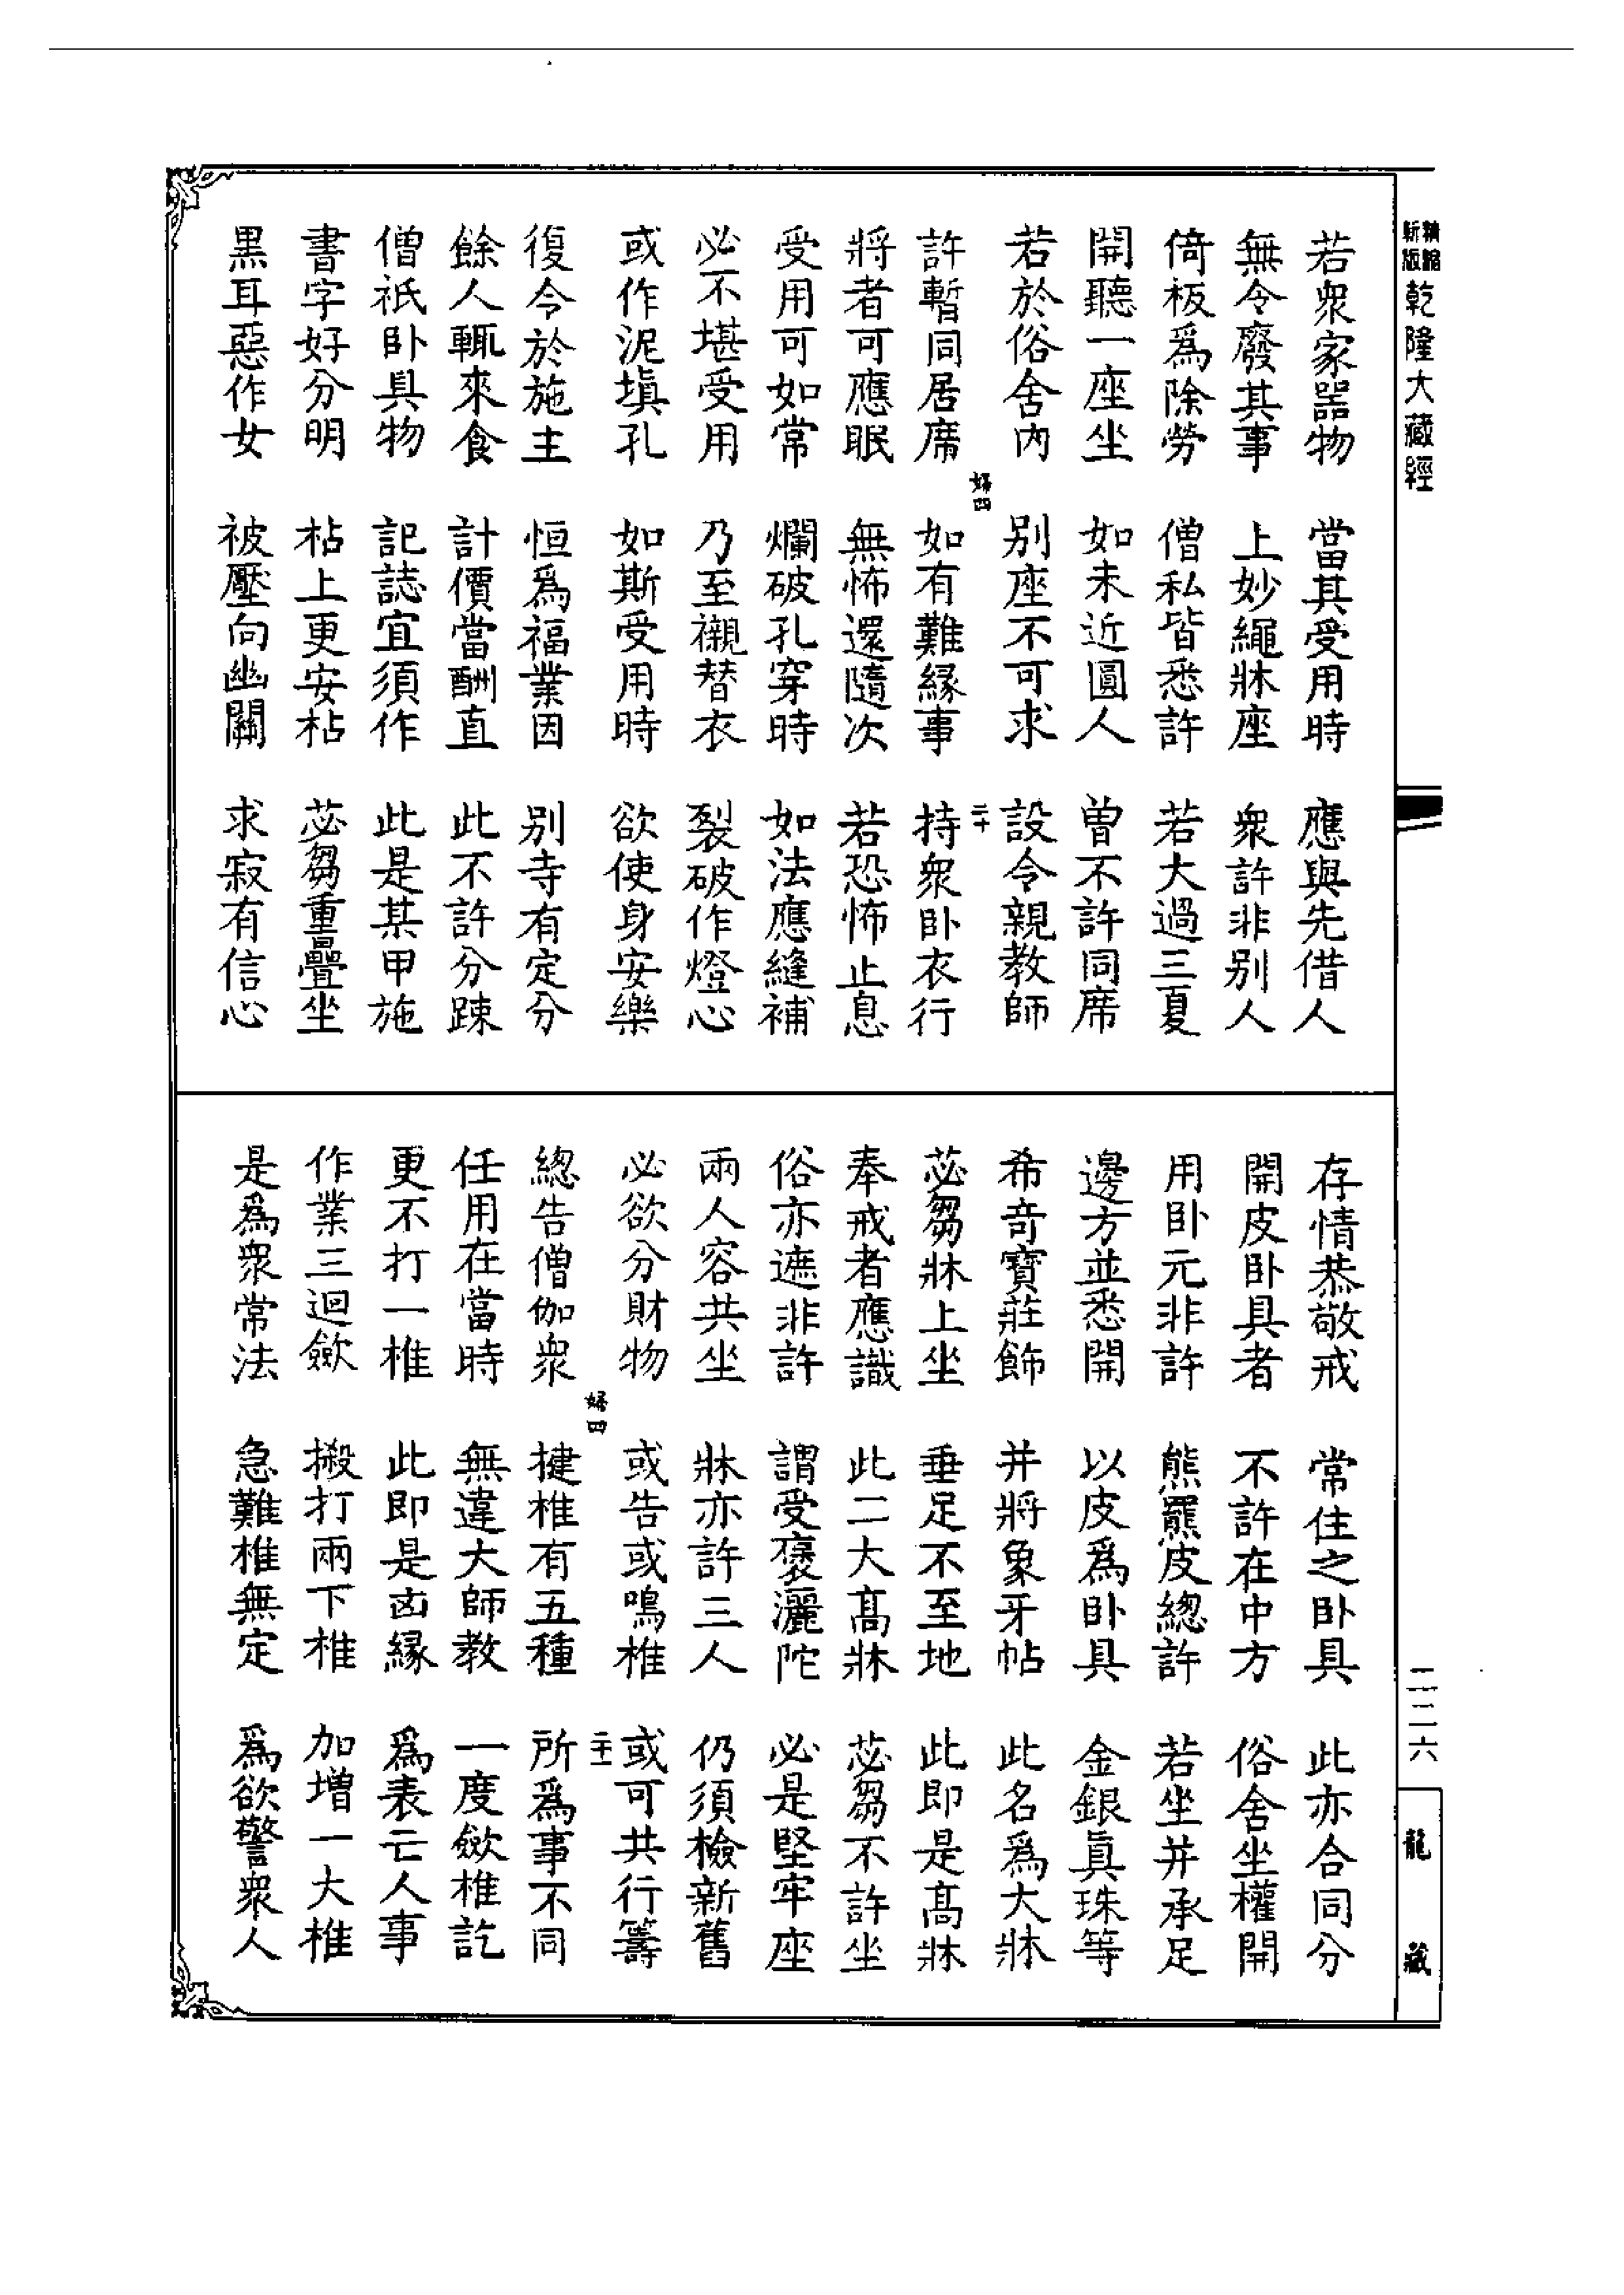 新版
精縮
乾隆大藏經
若衆家器物 當其受用時 應與先借人
無令廢其事 上妙繩牀座 衆許非別人
倚板爲除勞 僧私皆悉許 若大過三夏
開聽一座坐 如未近圓人 曽不許同席
若於俗舍內 別座不可求 設令親教師
婦四
二十
許暫同居席 如有難緣事 持衆卧衣行
將者可應眠 無怖還隨次 若恐怖止息
受用可如常 爛破孔穿時 如法應縫補
必不堪受用 乃至襯替衣 裂破作燈心
或作泥塡孔 如斯受用時 欲使身安樂
復令於施主 恒爲福業因 別寺有定分
餘人輒來食 計價當酬直 此不許分踈
僧祇卧具物 記誌宜須作 此是某甲施
書字好分明 枮上更安枮 苾芻重疊坐
黑耳惡作女 被壓向幽關 求寂有信心
存情恭敬戒 常住之卧具 此亦合同分
開皮卧具者 不許在中方 俗舍坐權開
用卧元非許 熊羆皮總許 若坐并承足
邊方並悉開 以皮爲卧具 金銀眞珠等
希奇寶莊飾 并將象牙帖 此名爲大牀
苾芻牀上坐 垂足不至地 此即是髙牀
奉戒者應識 此二大髙牀 苾芻不許坐
俗亦遮非許 謂受褒灑陀 必是堅牢座
兩人容共坐 牀亦許三人 仍須檢新舊
必欲分財物 或告或鳴椎 或可共行籌
婦四
二十一
總告僧伽衆 揵椎有五種 所爲事不同
任用在當時 無違大師教 一度歛椎訖
更不打一椎 此即是凶緣 爲表亡人事
作業三迴歛 搬打兩下椎 加增一大椎
是爲衆常法 急難椎無定 爲欲警衆人
二二六
龍藏